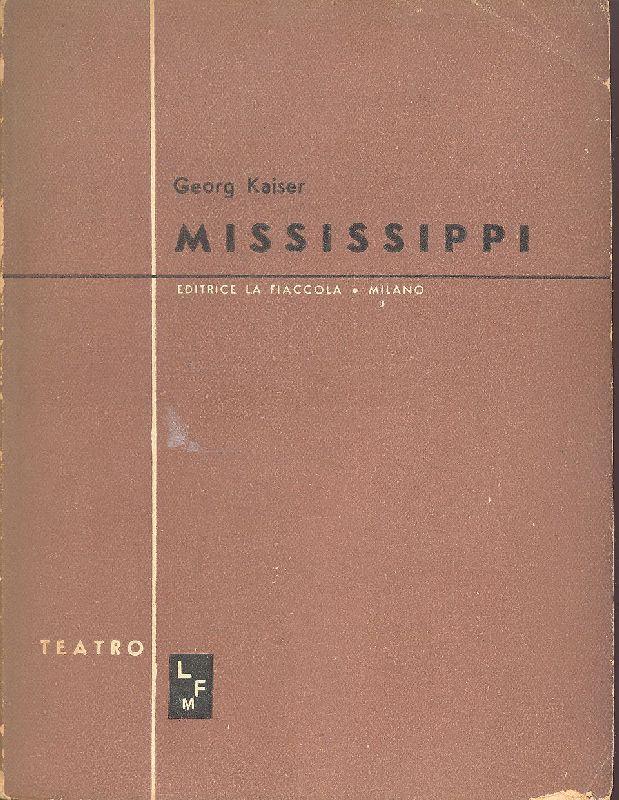 Georg Kaiser
MISSISSIPPI
EDITRICE LA FIACCOLA • MILANO
TEATRO
L
F
M